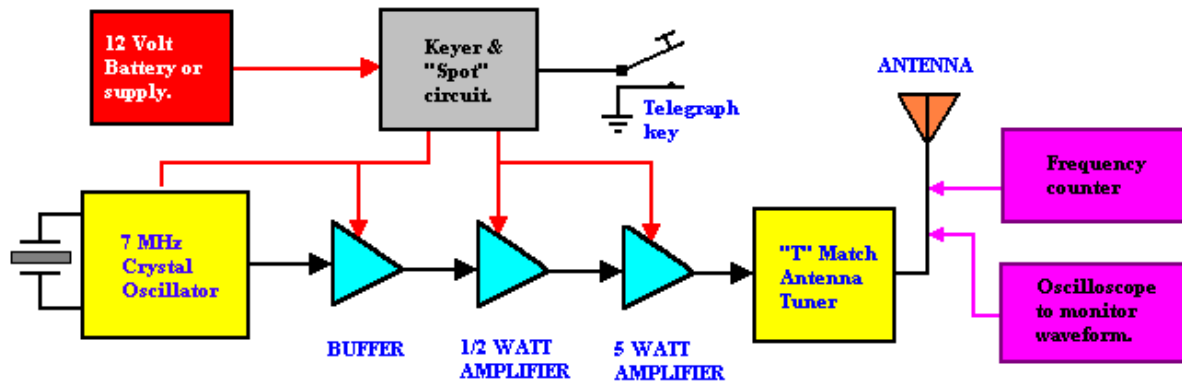 12 Volt
Battery or
supply.
Keyer &
"Spot"
circuit.
Telegraph
key
ANTENNA
Frequency
counter
7 MHz
Crystal
Oscillator
"T" Match
Antenna
Tuner
Oscilloscope
to monitor
waveform.
BUFFER
1/2 WATT
AMPLIFIER
5 WATT
AMPLIFIER